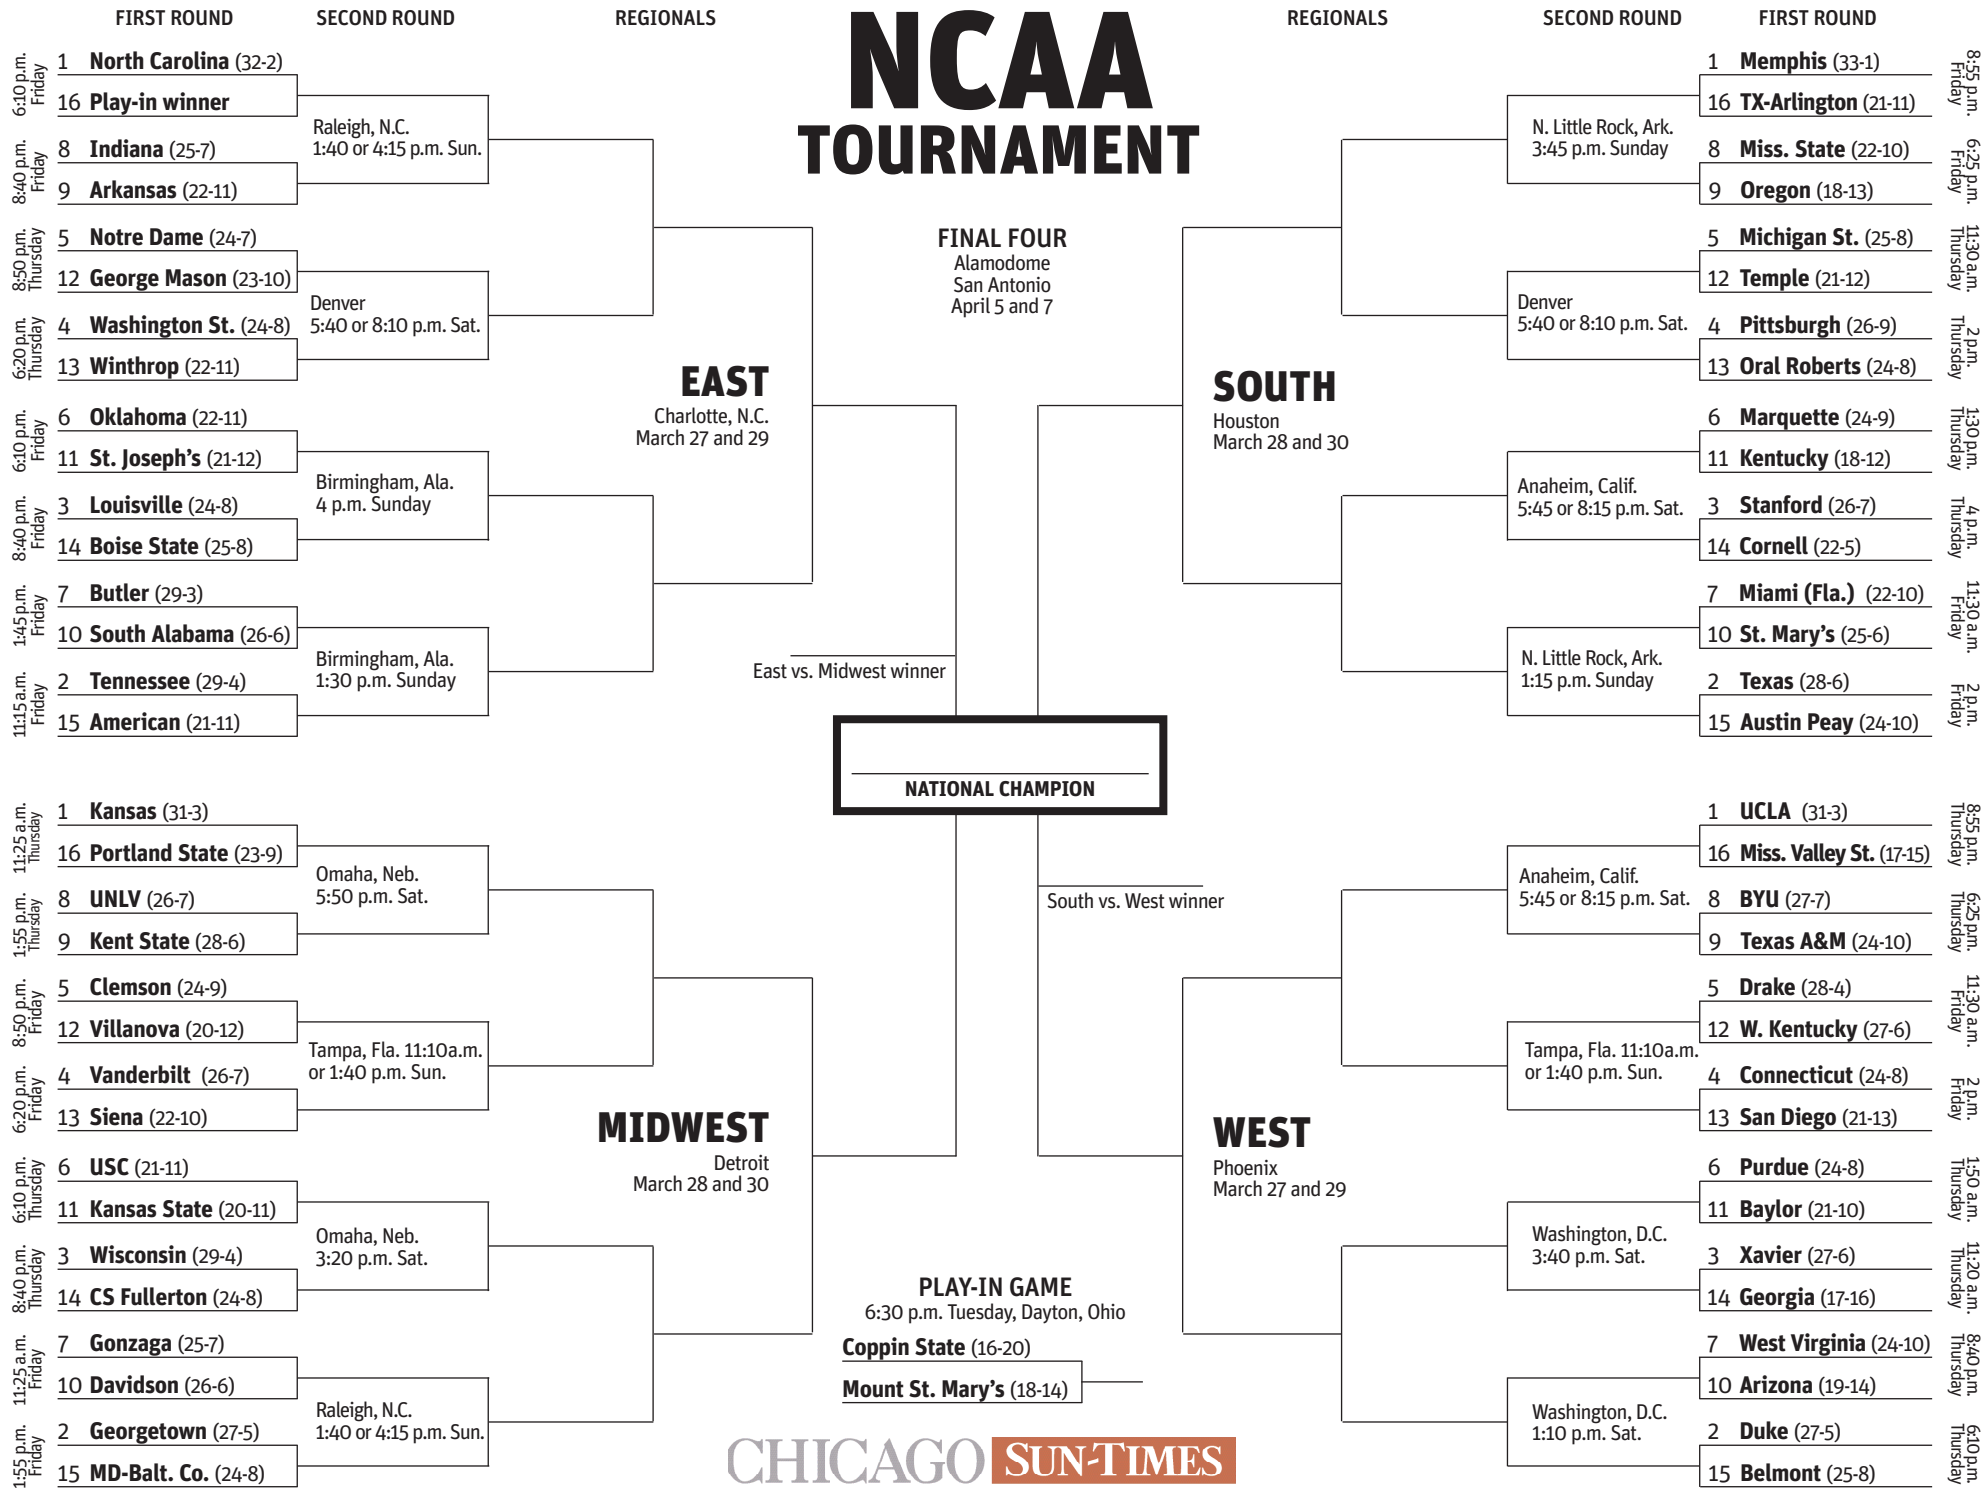 FIRST ROUND
SECOND ROUND
REGIONALS
NCAA
TOURNAMENT
REGIONALS
SECOND ROUND
FIRST ROUND
FINAL FOUR
Alamodome
San Antonio
April 5 and 7
6:10 p.m.
Friday
1 North Carolina (32-2)
16 Play-in winner
8:40 p.m.
Friday
8 Indiana (25-7)
9 Arkansas (22-11)
Raleigh, N.C.
1:40 or 4:15 p.m. Sun.
8:50 p.m.
Thursday
5 Notre Dame (24-7)
12 George Mason (23-10)
6:20 p.m.
Thursday
4 Washington St. (24-8)
13 Winthrop (22-11)
Denver
5:40 or 8:10 p.m. Sat.
6:10 p.m.
Friday
6 Oklahoma (22-11)
11 St. Joseph's (21-12)
8:40 p.m.
Friday
3 Louisville (24-8)
14 Boise State (25-8)
Birmingham, Ala.
4 p.m. Sunday
1:45 p.m.
Friday
7 Butler (29-3)
10 South Alabama (26-6)
11:15 a.m.
Friday
2 Tennessee (29-4)
15 American (21-11)
Birmingham, Ala.
1:30 p.m. Sunday
EAST
Charlotte, N.C.
March 27 and 29
East vs. Midwest winner
8:55 p.m.
Friday
1 Memphis (33-1)
16 TX-Arlington (21-11)
6:25 p.m.
Friday
8 Miss. State (22-10)
9 Oregon (18-13)
N. Little Rock, Ark.
3:45 p.m. Sunday
11:30 a.m.
Thursday
5 Michigan St. (25-8)
12 Temple (21-12)
2 p.m.
Thursday
4 Pittsburgh (26-9)
13 Oral Roberts (24-8)
Denver
5:40 or 8:10 p.m. Sat.
1:30 p.m.
Thursday
6 Marquette (24-9)
11 Kentucky (18-12)
4 p.m.
Thursday
3 Stanford (26-7)
14 Cornell (22-5)
Anaheim, Calif.
5:45 or 8:15 p.m. Sat.
11:30 a.m.
Friday
7 Miami (Fla.) (22-10)
10 St. Mary's (25-6)
2 p.m.
Friday
2 Texas (28-6)
15 Austin Peay (24-10)
N. Little Rock, Ark.
1:15 p.m. Sunday
SOUTH
Houston
March 28 and 30
NATIONAL CHAMPION
11:25 a.m.
Thursday
1 Kansas (31-3)
16 Portland State (23-9)
1:55 p.m.
Thursday
8 UNLV (26-7)
9 Kent State (28-6)
Omaha, Neb.
5:50 p.m. Sat.
8:50 p.m.
Friday
5 Clemson (24-9)
12 Villanova (20-12)
6:20 p.m.
Friday
4 Vanderbilt (26-7)
13 Siena (22-10)
Tampa, Fla. 11:10a.m.
or 1:40 p.m. Sun.
6:10 p.m.
Thursday
6 USC (21-11)
11 Kansas State (20-11)
8:40 p.m.
Thursday
3 Wisconsin (29-4)
14 CS Fullerton (24-8)
Omaha, Neb.
3:20 p.m. Sat.
11:25 a.m.
Friday
7 Gonzaga (25-7)
10 Davidson (26-6)
1:55 p.m.
Friday
2 Georgetown (27-5)
15 MD-Balt. Co. (24-8)
Raleigh, N.C.
1:40 or 4:15 p.m. Sun.
MIDWEST
Detroit
March 28 and 30
South vs. West winner
8:55 p.m.
Thursday
1 UCLA (31-3)
16 Miss. Valley St. (17-15)
6:25 p.m.
Thursday
8 BYU (27-7)
9 Texas A&M (24-10)
Anaheim, Calif.
5:45 or 8:15 p.m. Sat.
11:30 a.m.
Friday
5 Drake (28-4)
12 W. Kentucky (27-6)
2 p.m.
Friday
4 Connecticut (24-8)
13 San Diego (21-13)
Tampa, Fla. 11:10a.m.
or 1:40 p.m. Sun.
1:50 a.m.
Thursday
6 Purdue (24-8)
11 Baylor (21-10)
11:20 a.m.
Thursday
3 Xavier (27-6)
14 Georgia (17-16)
Washington, D.C.
3:40 p.m. Sat.
8:40 p.m.
Thursday
7 West Virginia (24-10)
10 Arizona (19-14)
6:10 p.m.
Thursday
2 Duke (27-5)
15 Belmont (25-8)
Washington, D.C.
1:10 p.m. Sat.
WEST
Phoenix
March 27 and 29
PLAY-IN GAME
6:30 p.m. Tuesday, Dayton, Ohio
Coppin State (16-20)
Mount St. Mary's (18-14)
CHICAGO SUN-TIMES